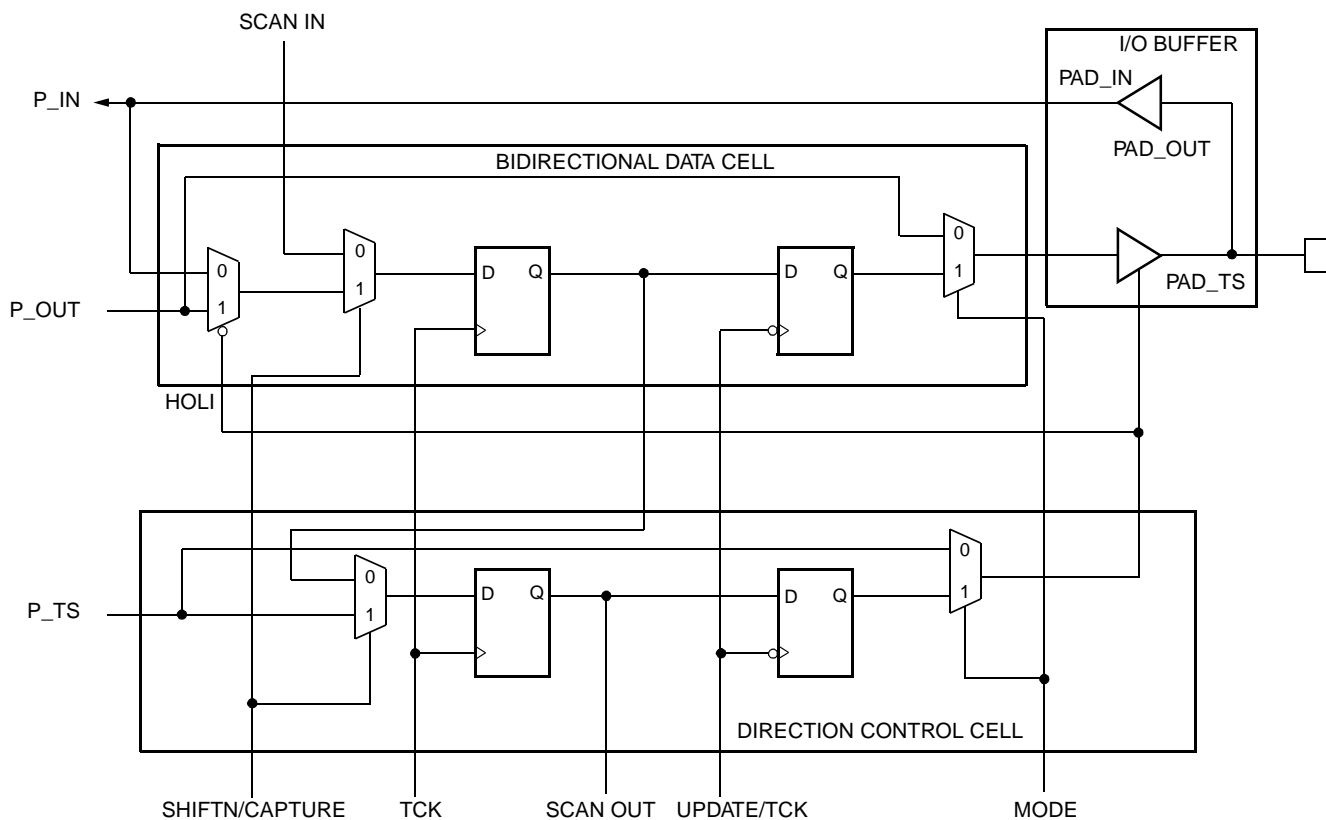 SCAN IN
I/O BUFFER
P_IN
PAD_IN
PAD_OUT
BIDIRECTIONAL DATA CELL
0
1
0
1
D Q
D Q
0
1
P_OUT
PAD_TS
HOLI
P_TS
0
1
D Q
D Q
0
1
DIRECTION CONTROL CELL
SHIFTN/CAPTURE
TCK
SCAN OUT
UPDATE/TCK
MODE